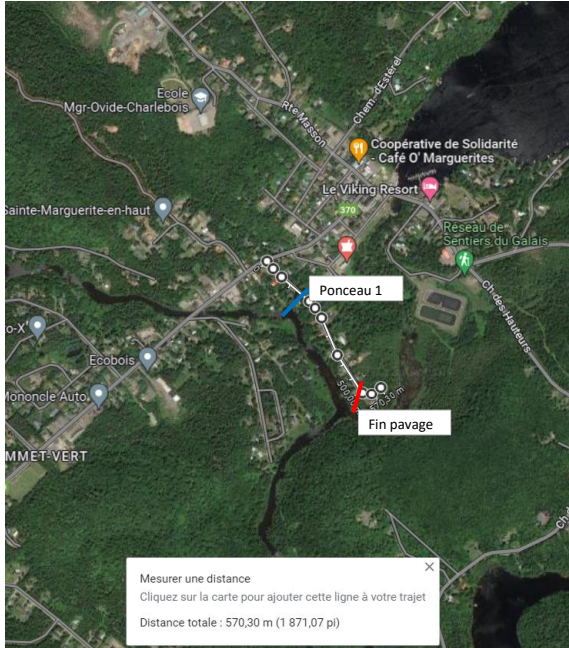 Ecole
Mgr-Ovide-Charlebois
Rte Masson
Chem. d'Estérel
Coopérative de Solidarité
- Café O' Marguerites
Le Viking Resort
Sainte-Marguerite-en-haut
370
Réseau de
Sentiers du Galais
Ch des Hauteurs
Ponceau 1
o-X
Ecobois
Mononcle Auto
570,30 m
Fin pavage
MMET-VERT
Mesurer une distance
Cliquez sur la carte pour ajouter cette ligne à votre trajet
Distance totale : 570,30 m (1 871,07 pi)